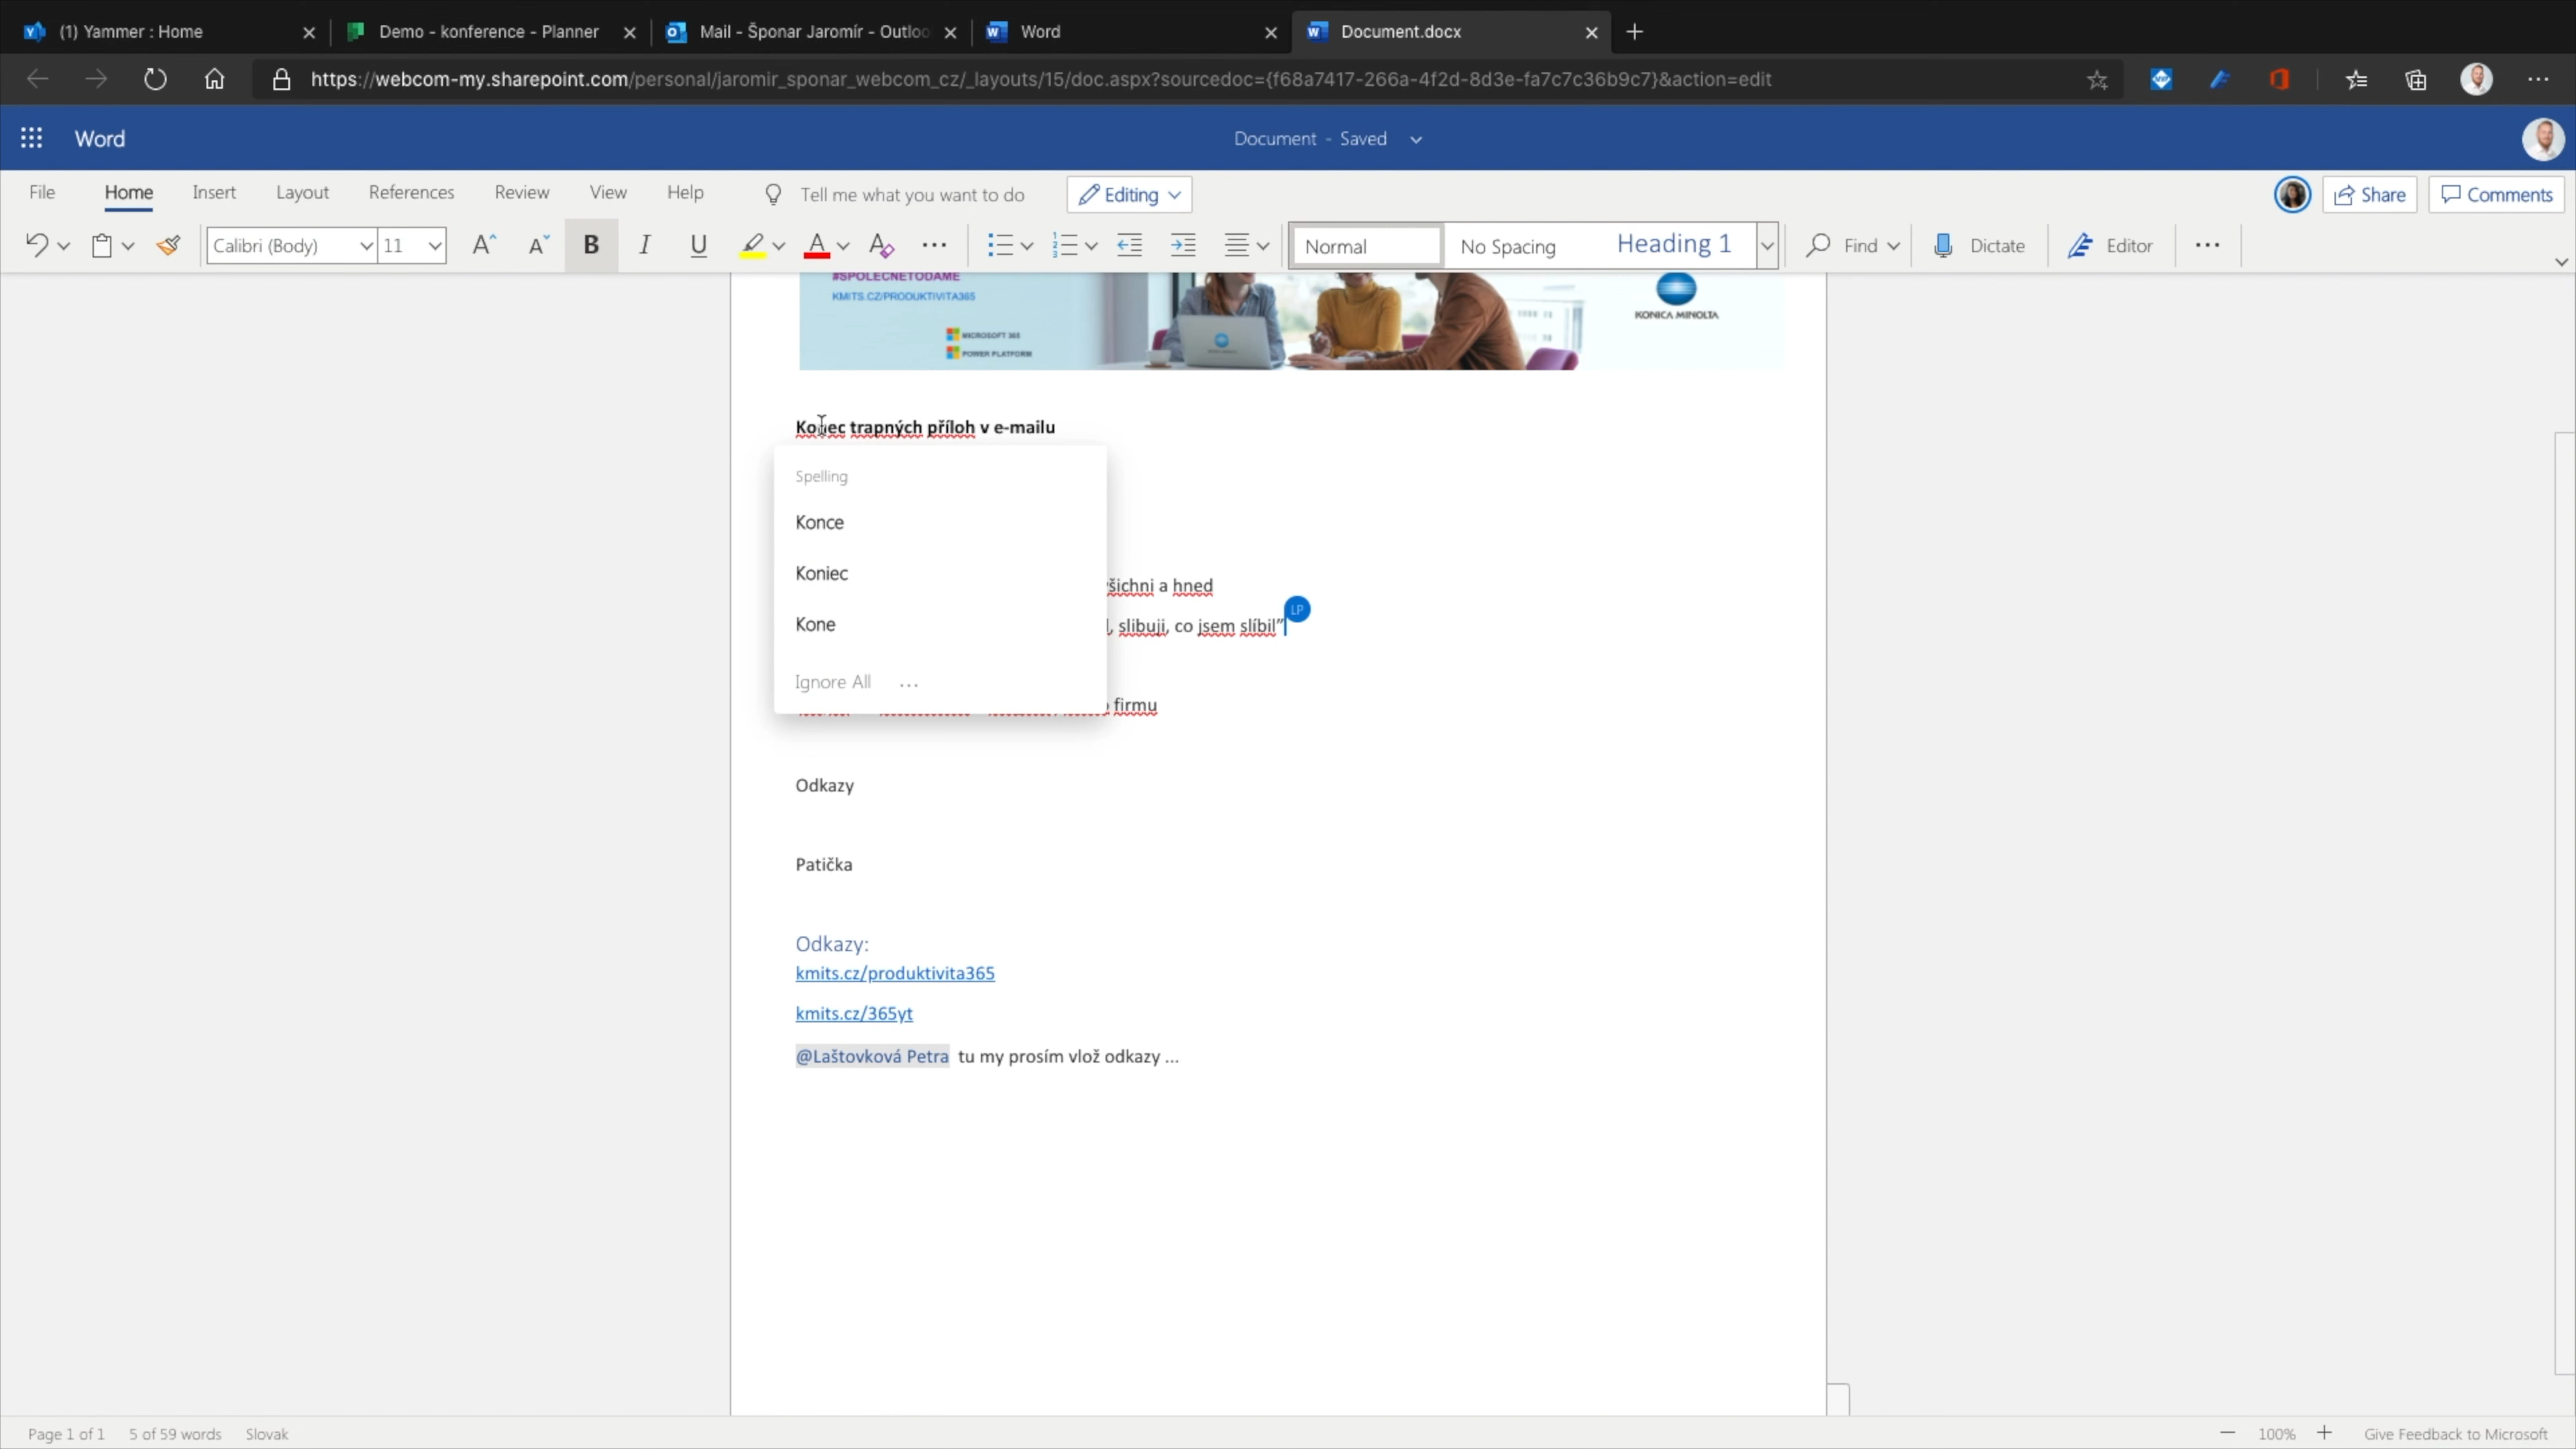 (1) Yammer : Home
Demo - konference - Planner
Mail - Šponar Jaromír - Outloo
Word
Document.docx
https://webcom-my.sharepoint.com/personal/jaromir_sponar_webcom_cz/_layouts/15/doc.aspx?sourcedoc={f68a7417-266a-4f2d-8d3e-fa7c7c36b9c7}&action=edit
Word
Document - Saved
File Home Insert Layout References Review View Help Tell me what you want to do Editing Share Comments
Calibri (Body) 11 A A B I U A A ... Normal No Spacing Heading 1 Find Dictate Editor ...
#SPOLECNETODAME
KMITS.CZ/PRODUKTIVITA365
MICROSOFT 365
POWER PLATFORM
KONICA MINOLTA
Konec trapných příloh v e-mailu
Spelling
Konce
Koniec
Kone
Ignore All ...
šichni a hned
, slibuji, co jsem slíbil”
LP
firmu
Odkazy
Patička
Odkazy:
kmits.cz/produktivita365
kmits.cz/365yt
@Laštovková Petra tu my prosím vlož odkazy ...
Page 1 of 1 5 of 59 words Slovak
100% Give Feedback to Microsoft